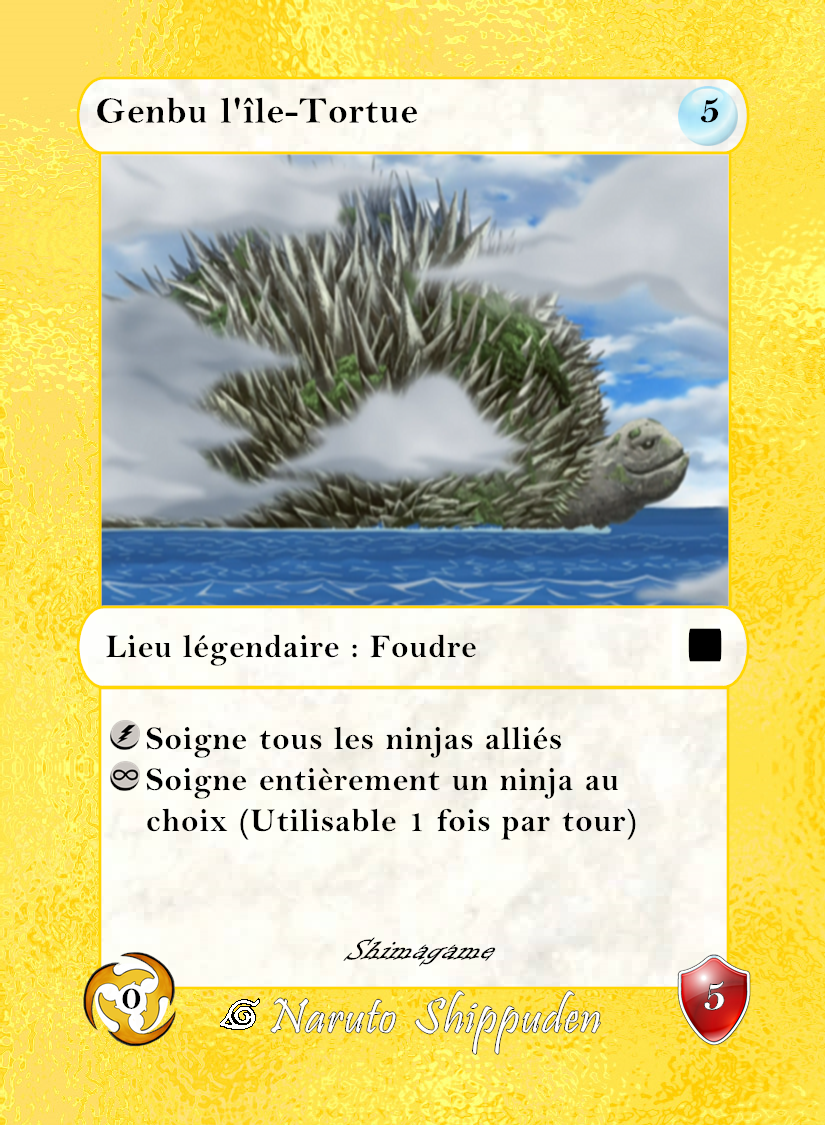 Genbu l'île-Tortue
5
Lieu légendaire : Foudre
Soigne tous les ninjas alliés
Soigne entièrement un ninja au
choix (Utilisable 1 fois par tour)
Shimagame
0
Naruto Shippuden
5